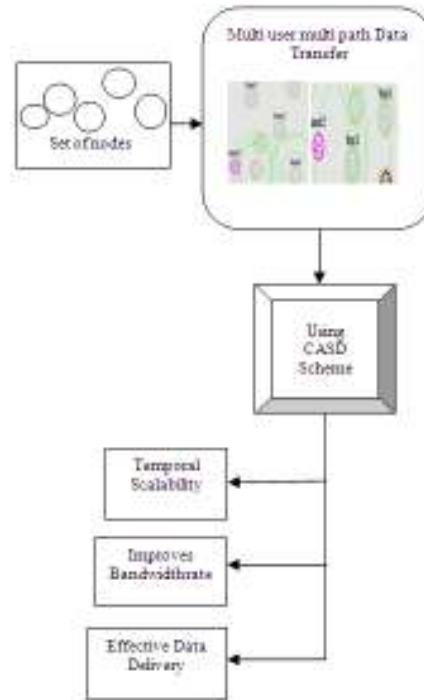 Multi user multi path Data
Transfer
Set of nodes
Using
CASD
Scheme
Temporal
Scalability
Improves
Bandwidthrate
Effective Data
Delivery